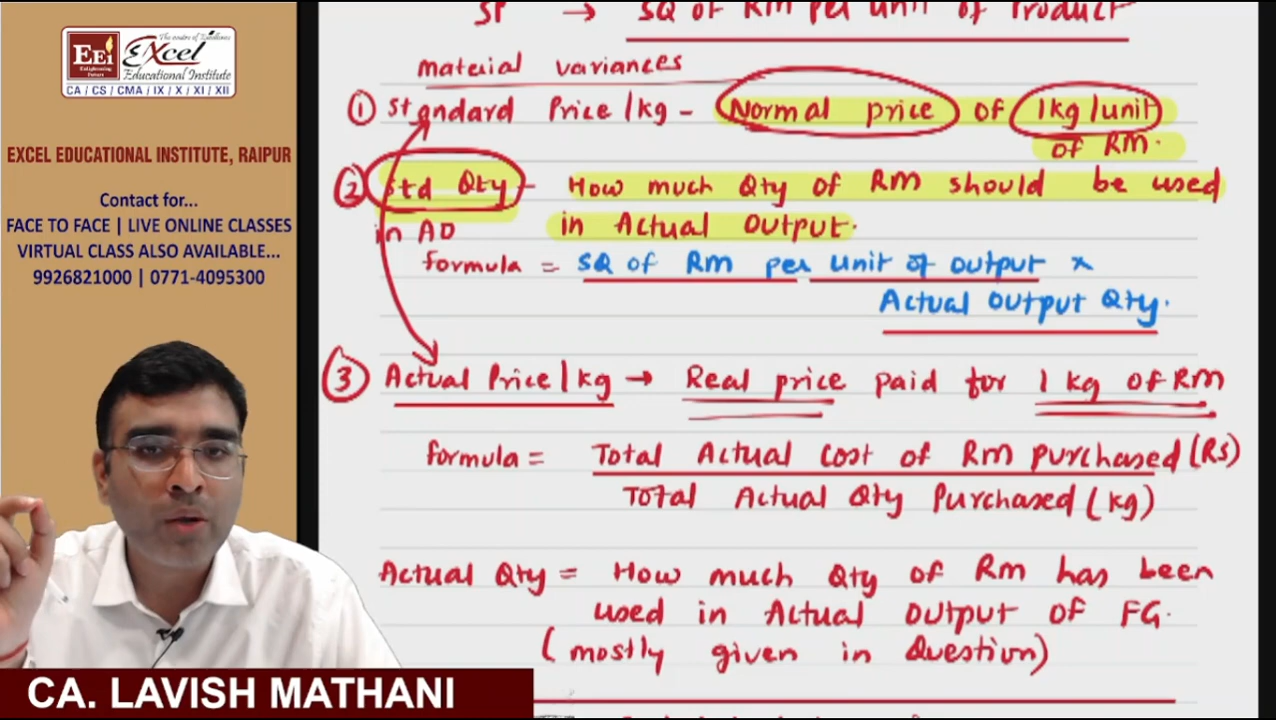 The centre of Excellence
EEi
Enlightening Future
Excel
Educational Institute
CA / CS / CMA / IX / X / XI / XII
EXCEL EDUCATIONAL INSTITUTE, RAIPUR
Contact for...
FACE TO FACE | LIVE ONLINE CLASSES
VIRTUAL CLASS ALSO AVAILABLE...
9926821000 | 0771-4095300
SP → SQ of RM per unit of Product
material variances
① Standard Price/kg - Normal price of 1kg/unit
of RM.
② Std Qty - How much Qty of RM should be used
in AO in Actual Output.
formula = SQ of RM per unit of output ×
Actual Output Qty.
③ Actual Price/kg → Real price paid for 1 kg of RM
formula = Total Actual cost of RM purchased (Rs)
Total Actual Qty Purchased (kg)
Actual Qty = How much Qty of RM has been
used in Actual output of FG.
(mostly given in Question)
CA. LAVISH MATHANI